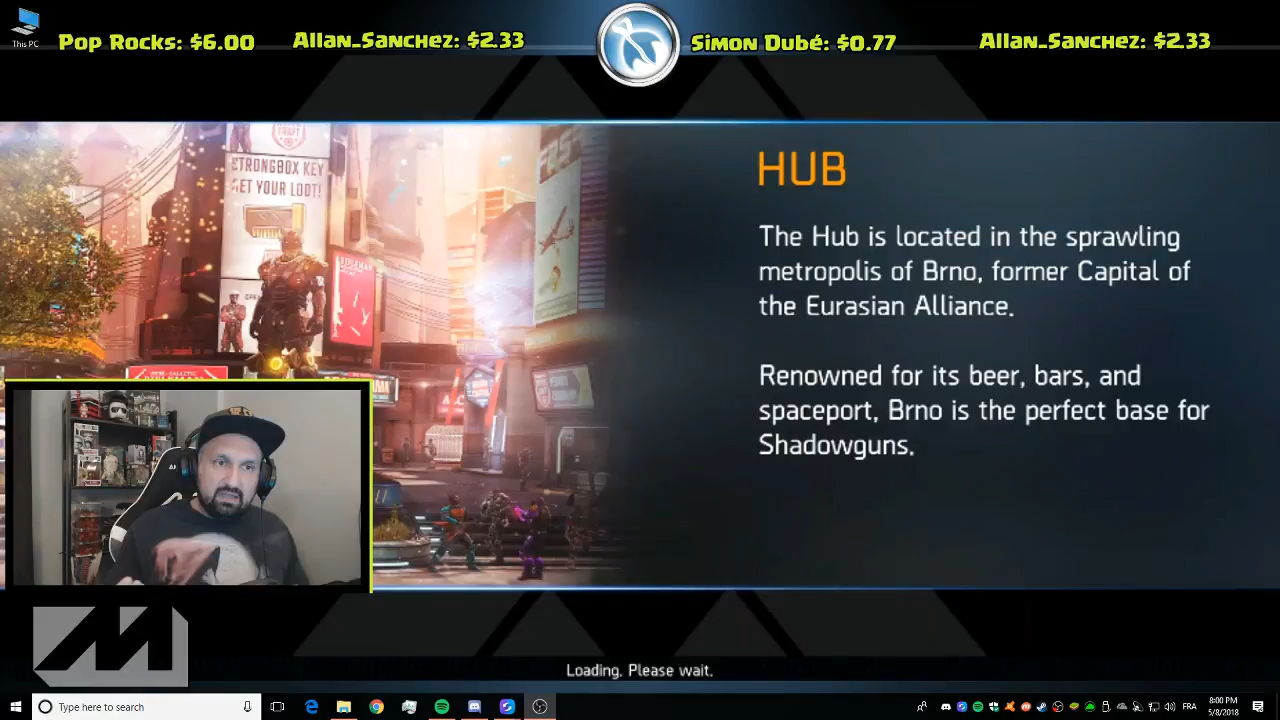 This PC
Pop Rocks: $6.00
Allan_Sanchez: $2.33
Simon Dubé: $0.77
Allan_Sanchez: $2.33
STRONGBOX KEY
GET YOUR LOOT!
HUB
The Hub is located in the sprawling
metropolis of Brno, former Capital of
the Eurasian Alliance.
Renowned for its beer, bars, and
spaceport, Brno is the perfect base for
Shadowguns.
Loading. Please wait.
Type here to search
FRA
8:00 PM
5/8/2018